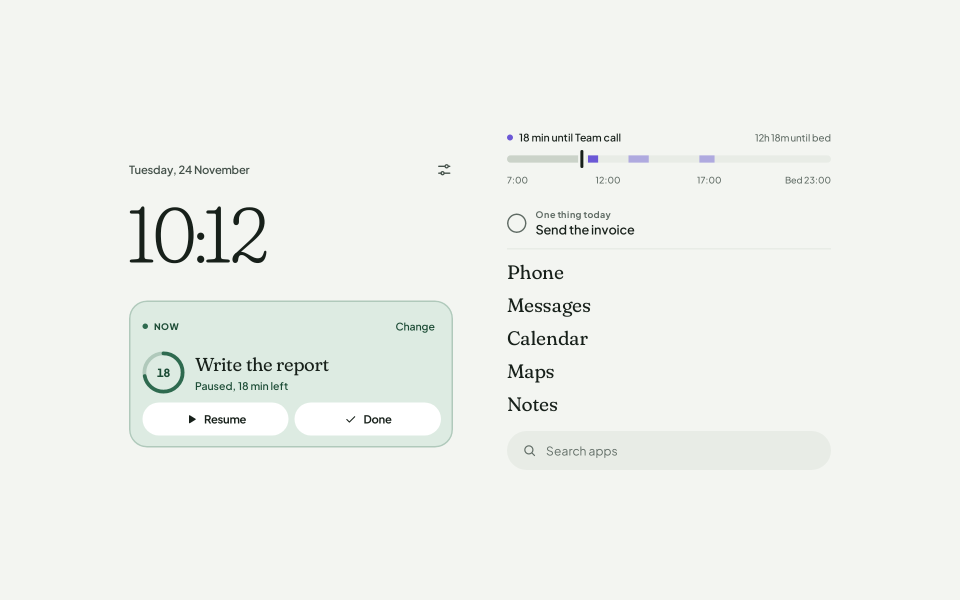 Tuesday, 24 November
10:12
NOW
Change
18
Write the report
Paused, 18 min left
Resume
Done
18 min until Team call
12h 18m until bed
7:00
12:00
17:00
Bed 23:00
One thing today
Send the invoice
Phone
Messages
Calendar
Maps
Notes
Search apps